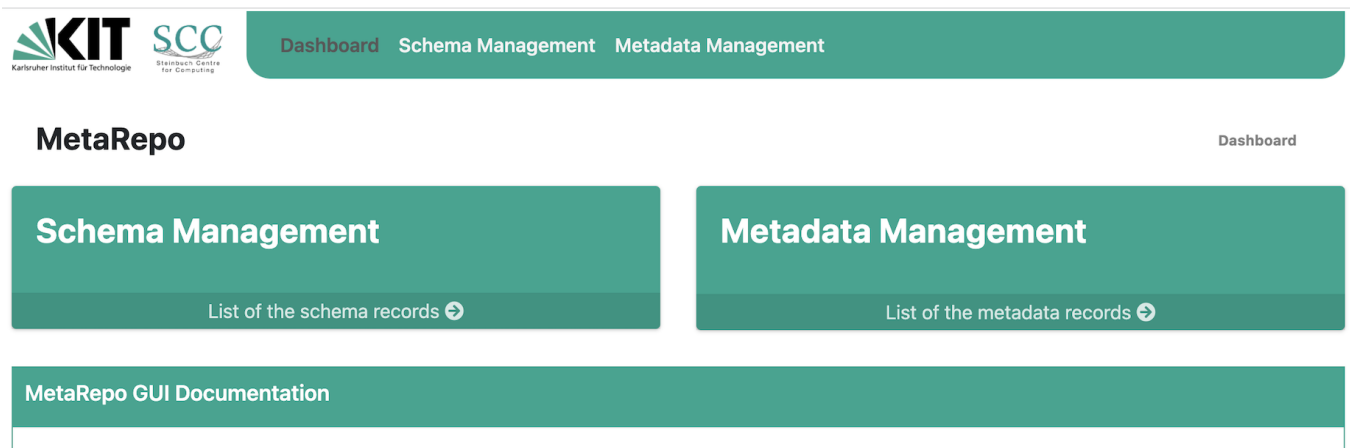 KIT
Karlsruher Institut für Technologie
SCC
Steinbuch Centre
for Computing
Dashboard Schema Management Metadata Management
MetaRepo
Dashboard
Schema Management
List of the schema records
Metadata Management
List of the metadata records
MetaRepo GUI Documentation